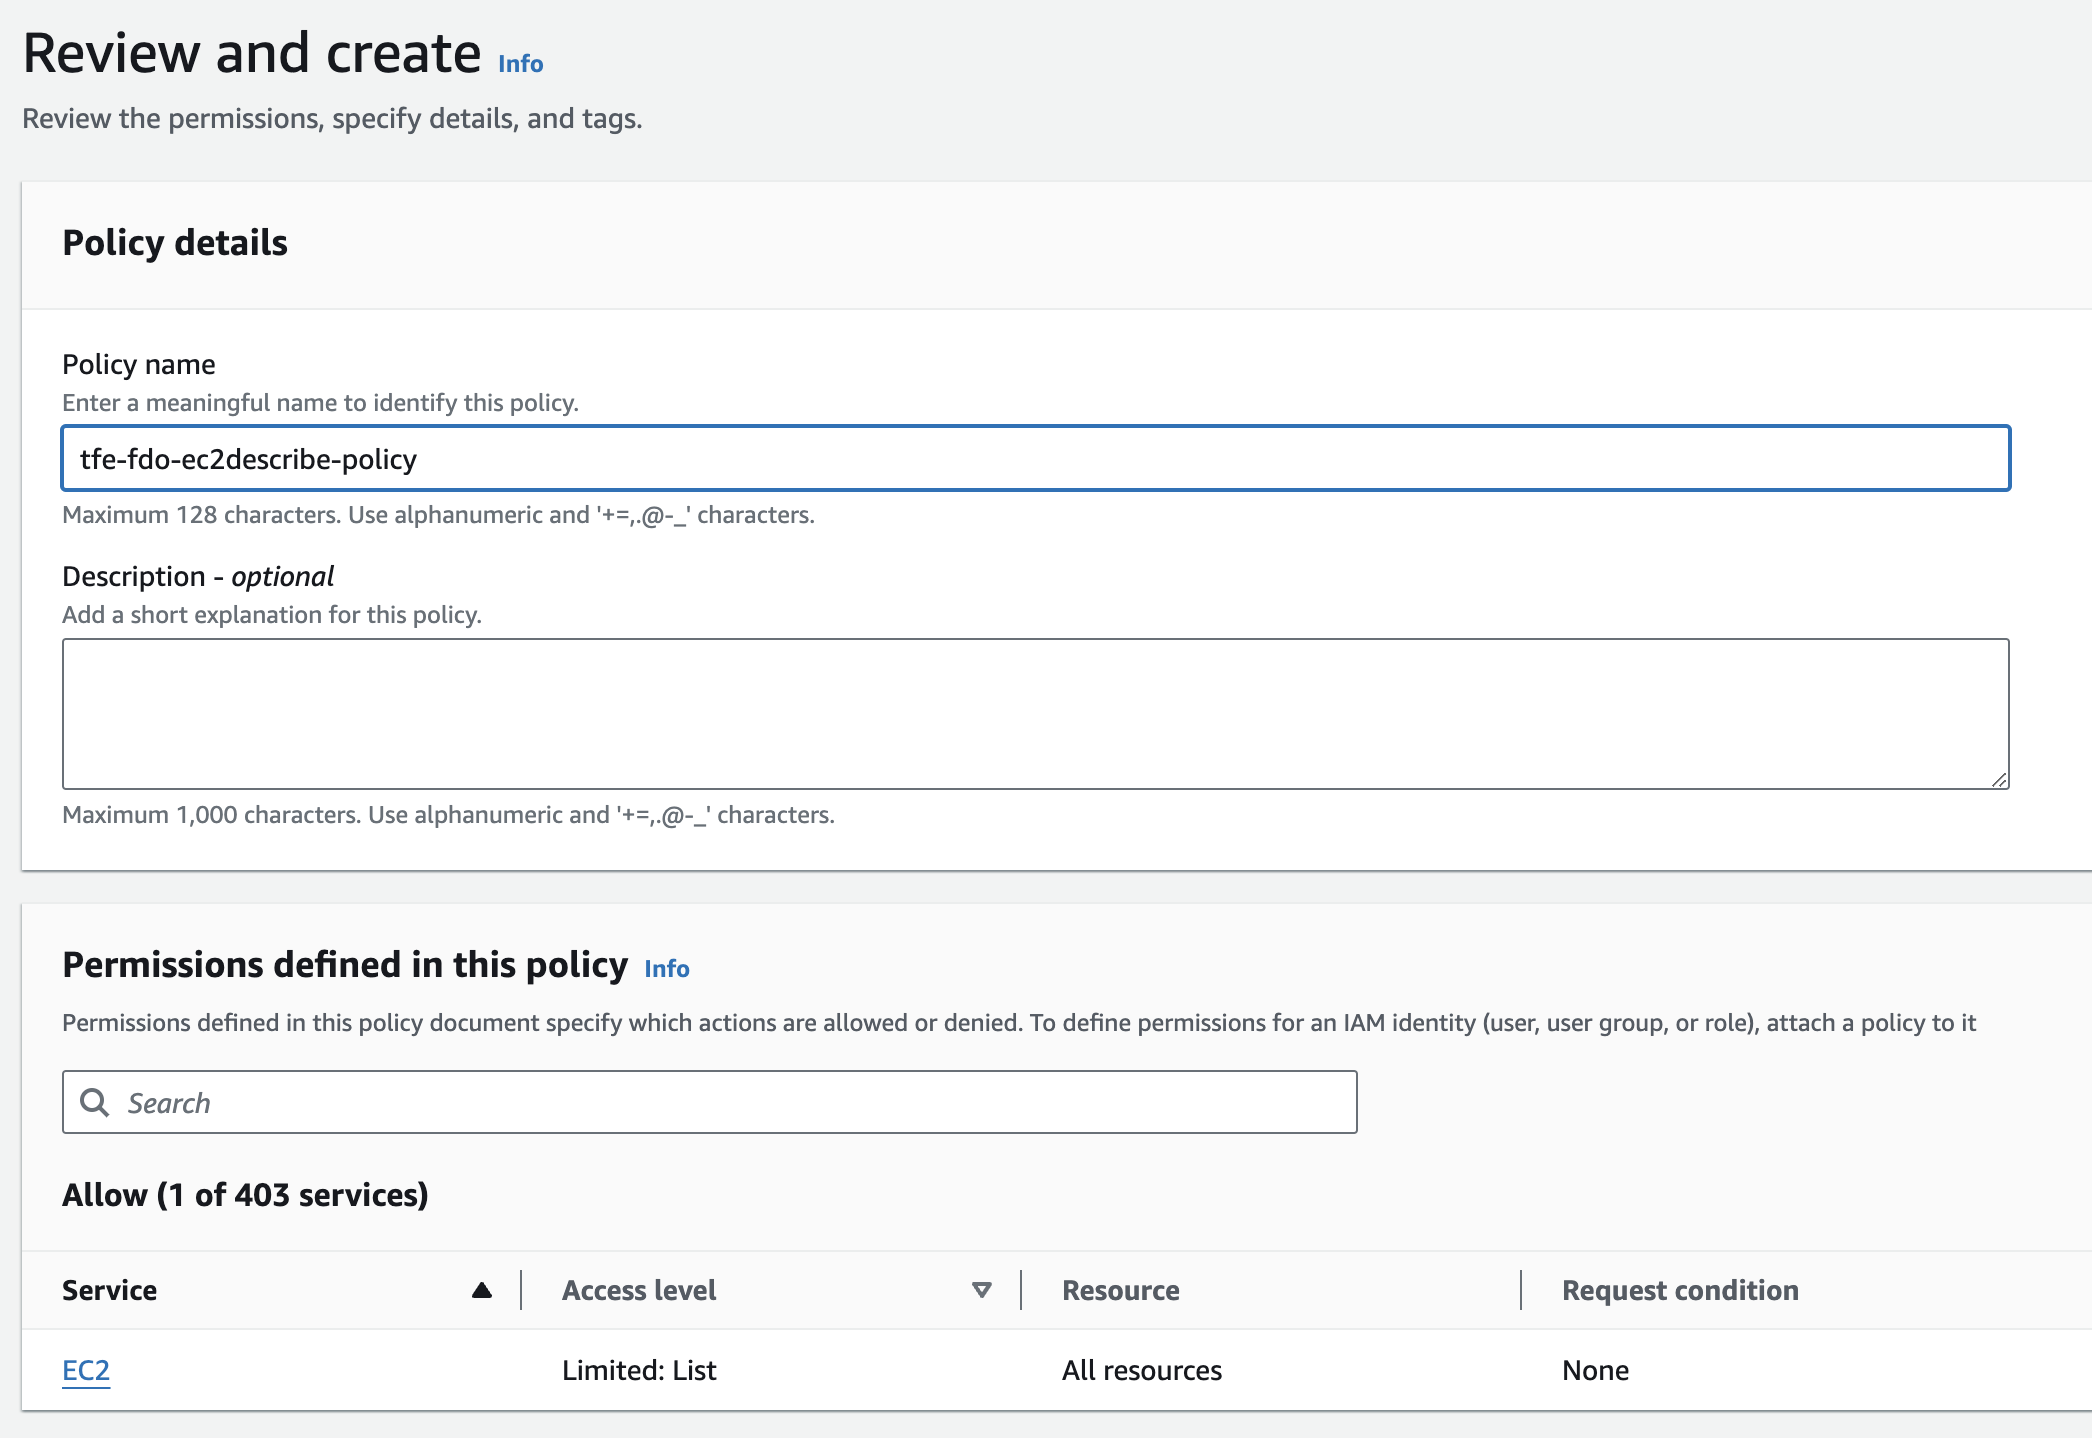 Review and create Info
Review the permissions, specify details, and tags.
Policy details
Policy name
Enter a meaningful name to identify this policy.
tfe-fdo-ec2describe-policy
Maximum 128 characters. Use alphanumeric and '+=,.@-_' characters.
Description - optional
Add a short explanation for this policy.
Maximum 1,000 characters. Use alphanumeric and '+=,.@-_' characters.
Permissions defined in this policy Info
Permissions defined in this policy document specify which actions are allowed or denied. To define permissions for an IAM identity (user, user group, or role), attach a policy to it
Search
Allow (1 of 403 services)
Service Access level Resource Request condition
EC2 Limited: List All resources None